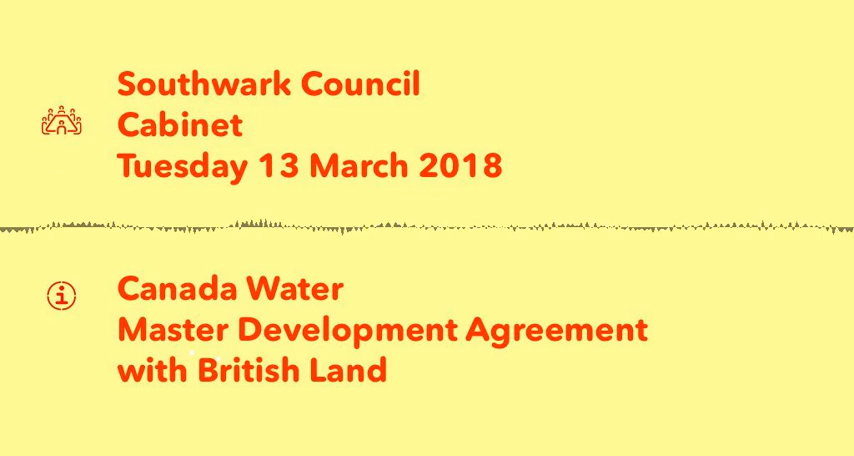 Southwark Council
Cabinet
Tuesday 13 March 2018
Canada Water
Master Development Agreement
with British Land